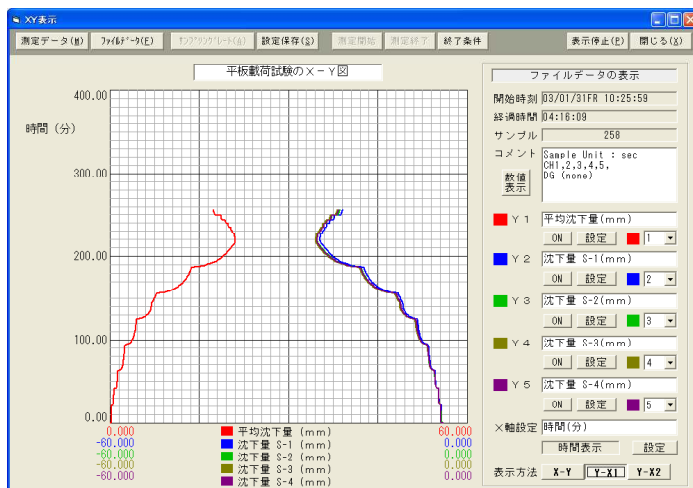 XY表示
測定データ(M) ファイルデータ(F) サンプリングレート(A) 設定保存(S) 測定開始 測定終了 終了条件 表示停止(P) 閉じる(X)
平板載荷試験のX－Y図
時間 (分)
400.00
300.00
200.00
100.00
0.00
0.000 60.000
-60.000 0.000
-60.000 0.000
-60.000 0.000
-60.000 0.000
平均沈下量 (mm)
沈下量 S-1 (mm)
沈下量 S-2 (mm)
沈下量 S-3 (mm)
沈下量 S-4 (mm)
ファイルデータの表示
開始時刻 03/01/31FR 10:25:59
経過時間 04:16:09
サンプル 258
コメント Sample Unit : sec
CH1,2,3,4,5,
DG (none)
数値
表示
Y1 平均沈下量(mm)
ON 設定 1
Y2 沈下量 S-1(mm)
ON 設定 2
Y3 沈下量 S-2(mm)
ON 設定 3
Y4 沈下量 S-3(mm)
ON 設定 4
Y5 沈下量 S-4(mm)
ON 設定 5
X軸設定 時間(分)
時間表示 設定
表示方法 X-Y Y-X1 Y-X2